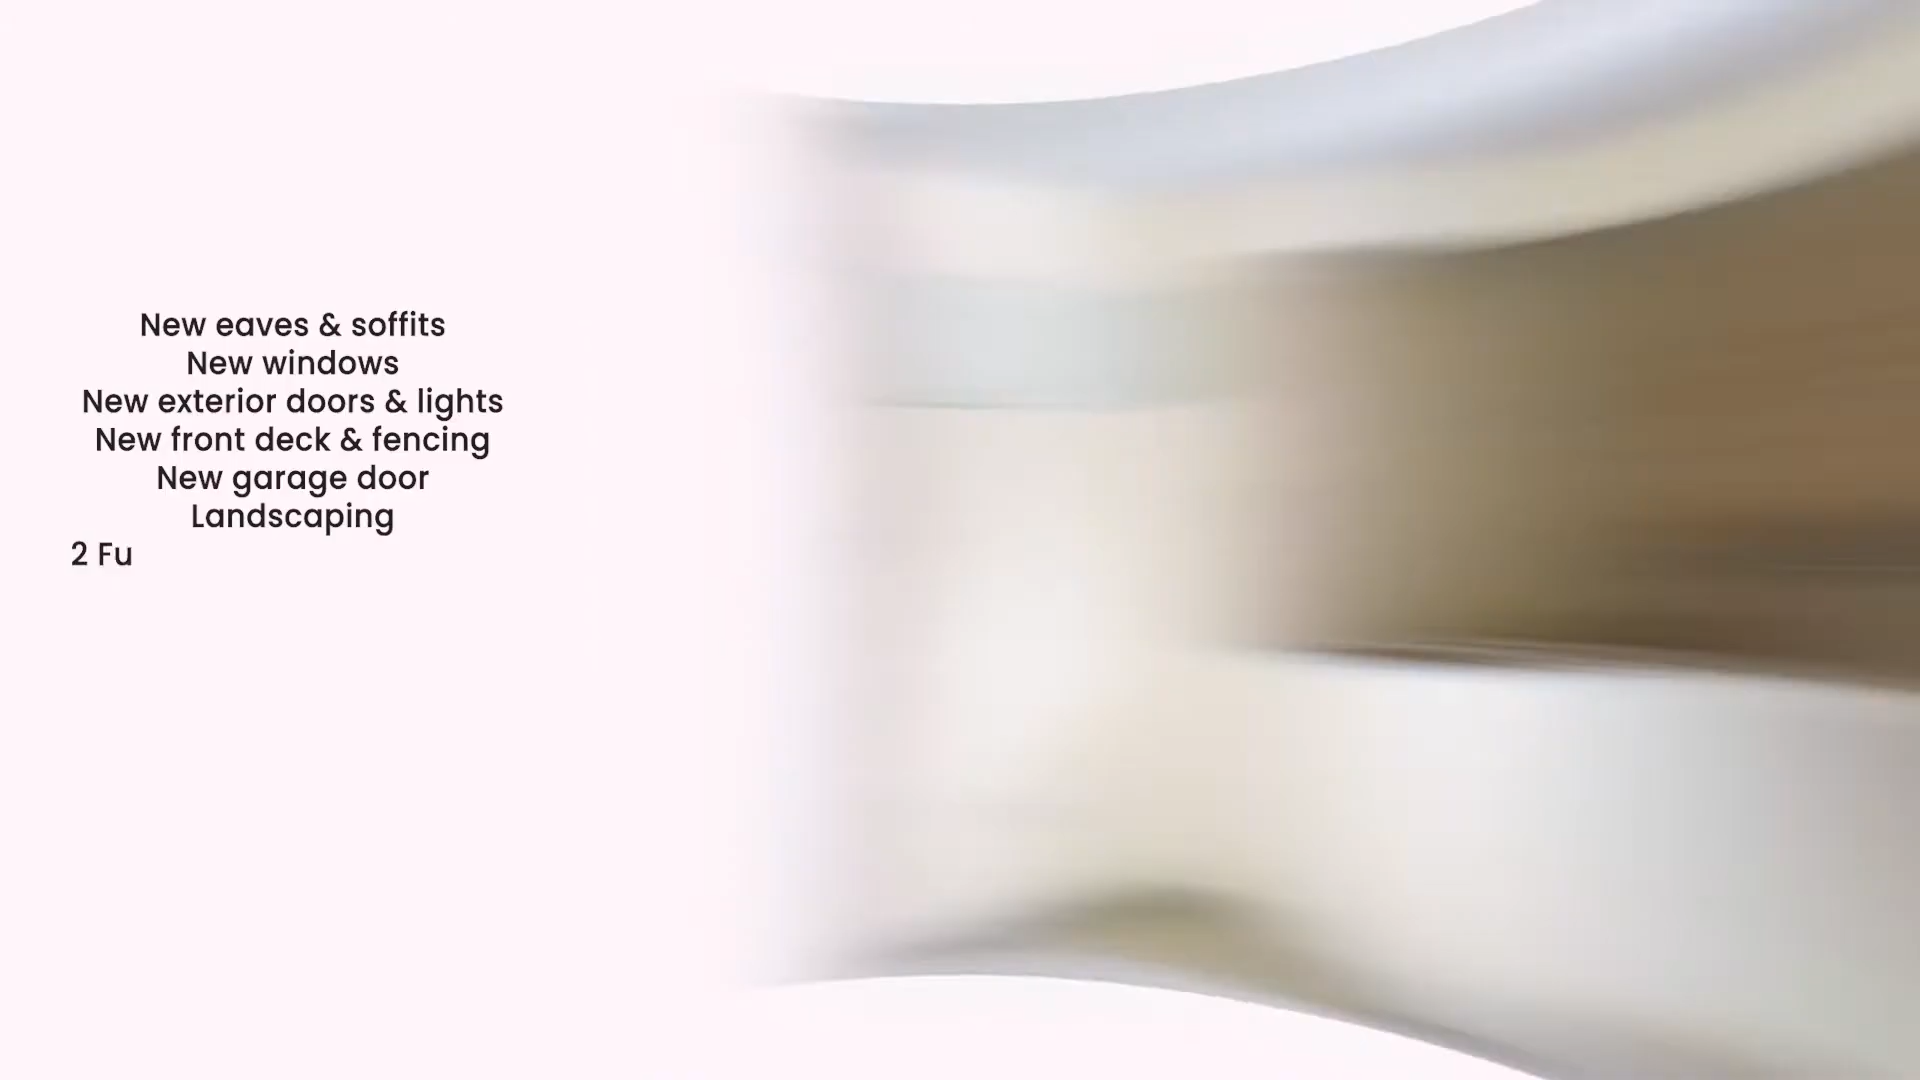 New eaves & soffits
New windows
New exterior doors & lights
New front deck & fencing
New garage door
Landscaping
2 Fu